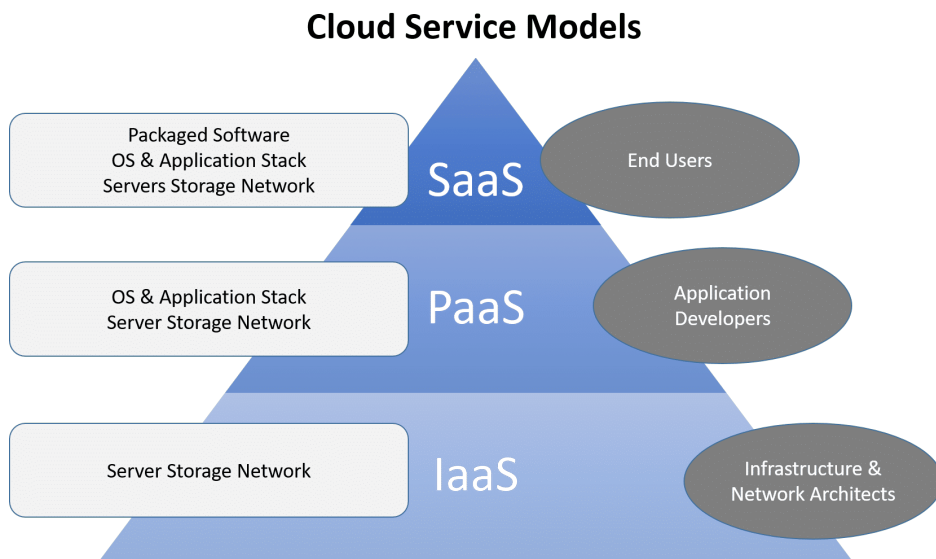 Cloud Service Models
Packaged Software
OS & Application Stack
Servers Storage Network
SaaS
End Users
OS & Application Stack
Server Storage Network
PaaS
Application
Developers
Server Storage Network
IaaS
Infrastructure &
Network Architects